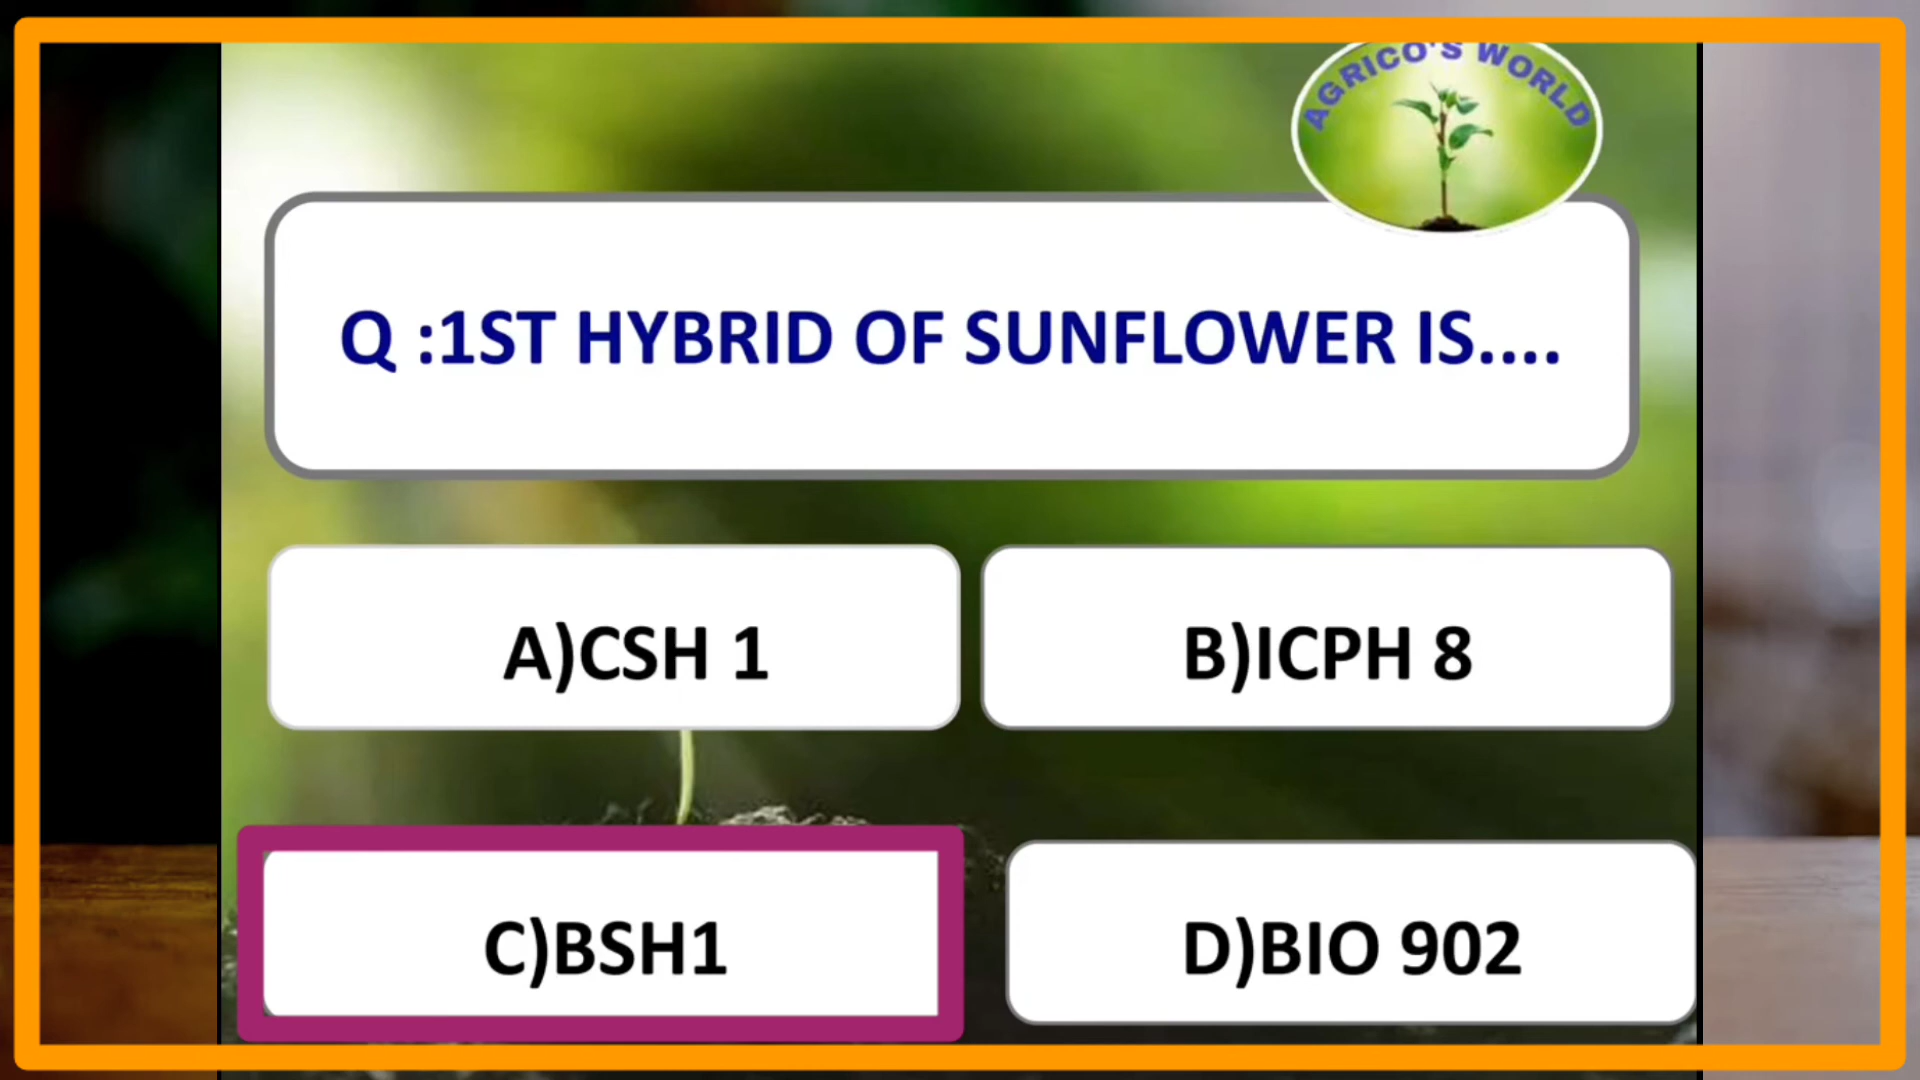 AGRICO'S WORLD
Q :1ST HYBRID OF SUNFLOWER IS....
A)CSH 1
B)ICPH 8
C)BSH1
D)BIO 902